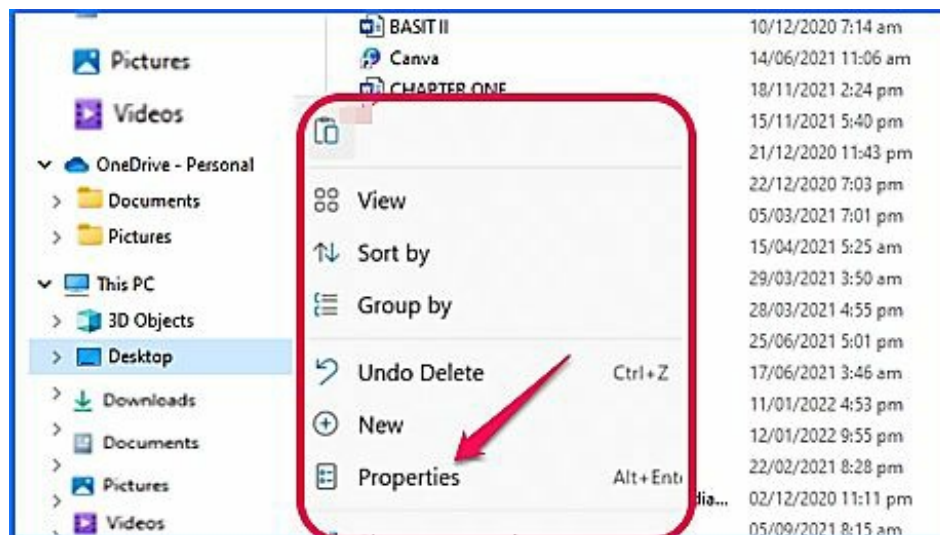 BASIT II
10/12/2020 7:14 am
Pictures
Canva
14/06/2021 11:06 am
CHAPTER ONE
18/11/2021 2:24 pm
Videos
15/11/2021 5:40 pm
OneDrive - Personal
21/12/2020 11:43 pm
Documents
View
22/12/2020 7:03 pm
05/03/2021 7:01 pm
Pictures
Sort by
15/04/2021 5:25 am
This PC
29/03/2021 3:50 am
Group by
28/03/2021 4:55 pm
3D Objects
25/06/2021 5:01 pm
Desktop
Undo Delete
Ctrl+Z
17/06/2021 3:46 am
Downloads
11/01/2022 4:53 pm
New
12/01/2022 9:55 pm
Documents
22/02/2021 8:28 pm
Properties
Alt+Ent
Pictures
dia...
02/12/2020 11:11 pm
Videos
05/09/2021 8:15 am